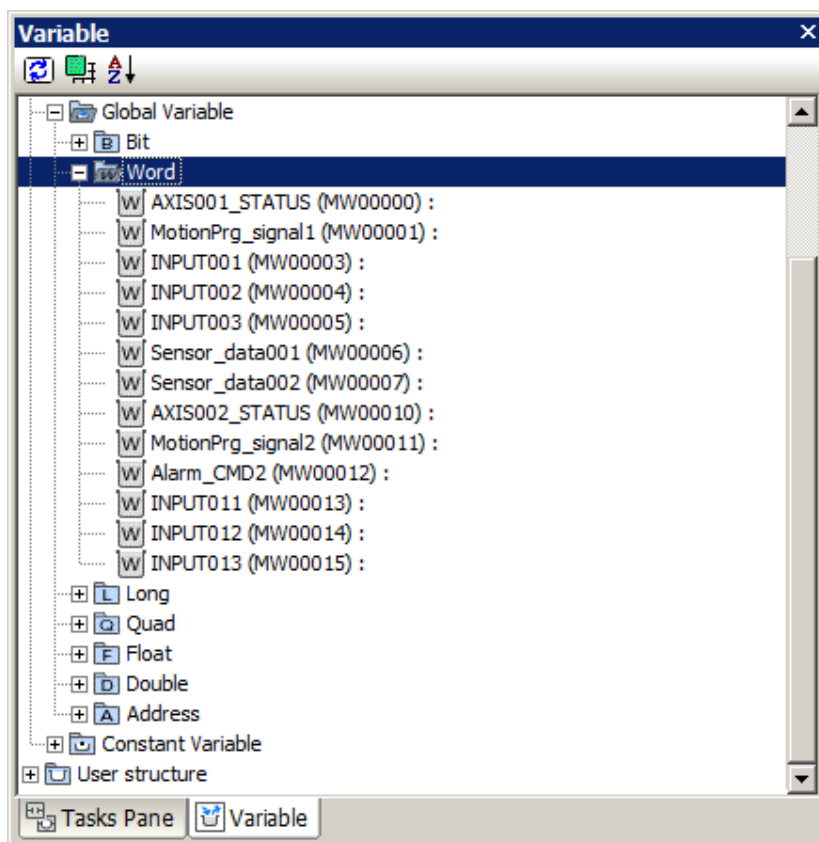 Variable
Global Variable
B Bit
W Word
W AXIS001_STATUS (MW00000) :
W MotionPrg_signal1 (MW00001) :
W INPUT001 (MW00003) :
W INPUT002 (MW00004) :
W INPUT003 (MW00005) :
W Sensor_data001 (MW00006) :
W Sensor_data002 (MW00007) :
W AXIS002_STATUS (MW00010) :
W MotionPrg_signal2 (MW00011) :
W Alarm_CMD2 (MW00012) :
W INPUT011 (MW00013) :
W INPUT012 (MW00014) :
W INPUT013 (MW00015) :
L Long
Q Quad
F Float
D Double
A Address
Constant Variable
User structure
Tasks Pane Variable